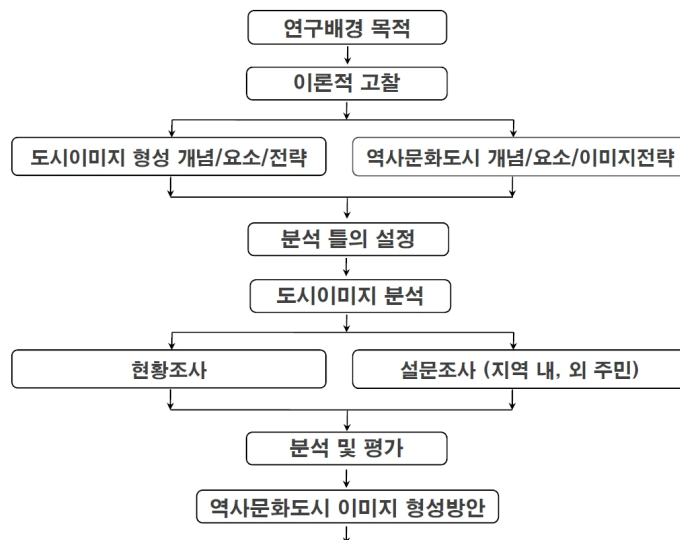 연구배경 목적
이론적 고찰
도시이미지 형성 개념/요소/전략
역사문화도시 개념/요소/이미지전략
분석 틀의 설정
도시이미지 분석
현황조사
설문조사 (지역 내, 외 주민)
분석 및 평가
역사문화도시 이미지 형성방안